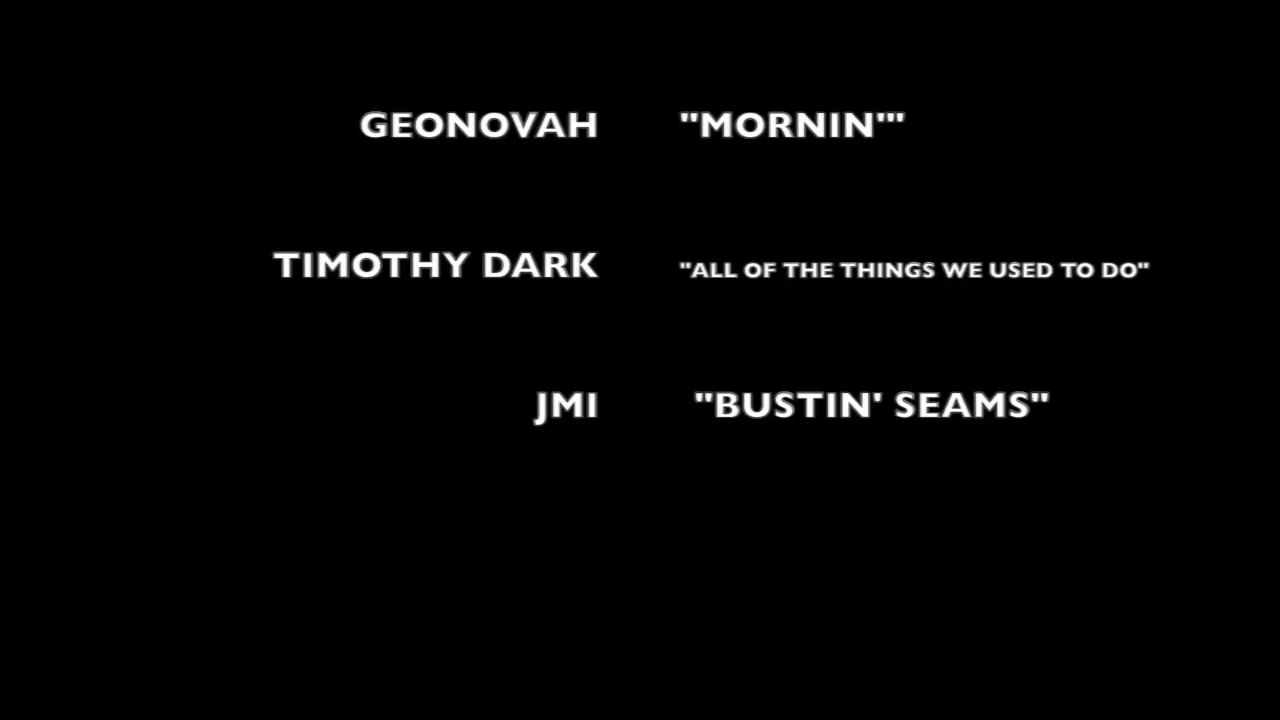 GEONOVAH "MORNIN'"
TIMOTHY DARK "ALL OF THE THINGS WE USED TO DO"
JMI "BUSTIN' SEAMS"